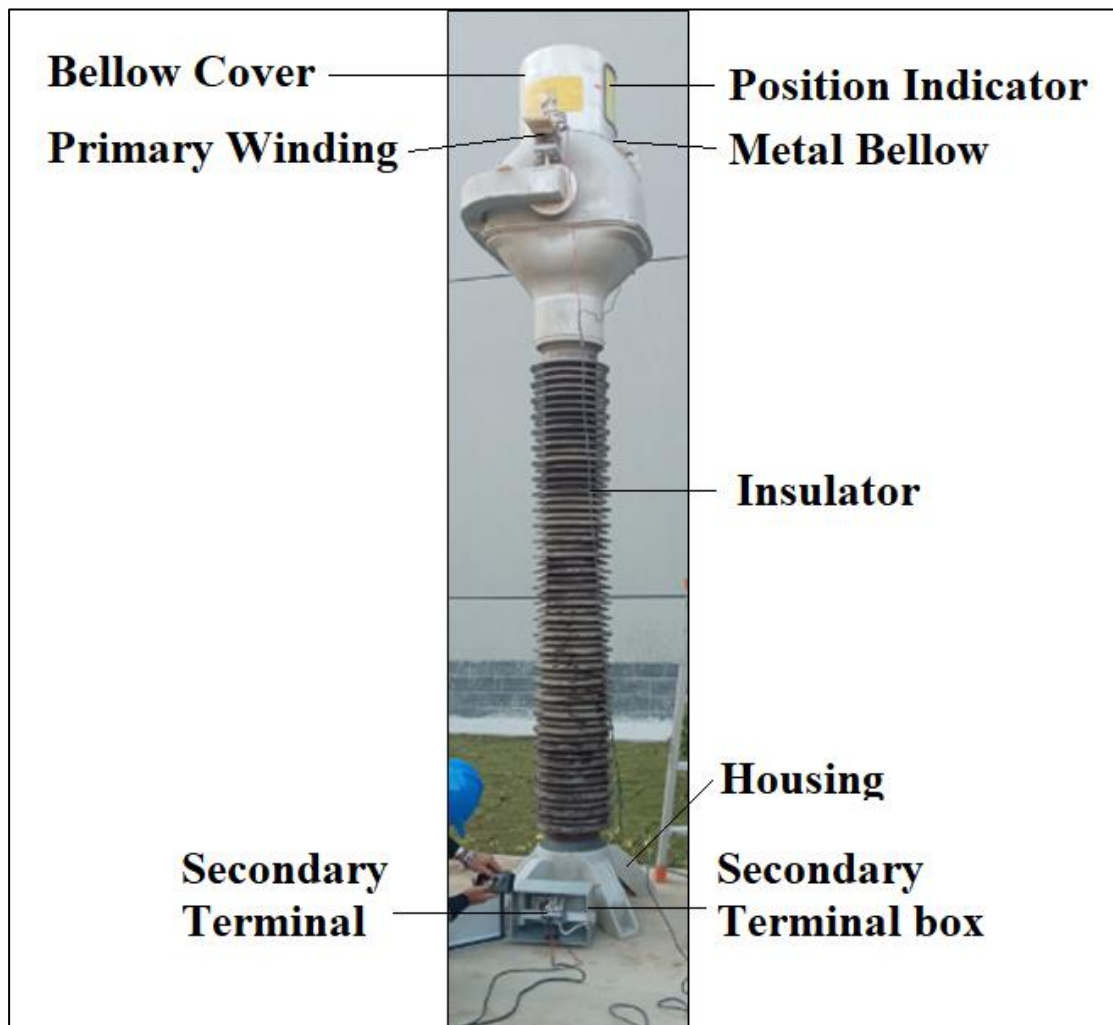 Bellow Cover
Position Indicator
Primary Winding
Metal Bellow
Insulator
Housing
Secondary
Terminal
Secondary
Terminal box